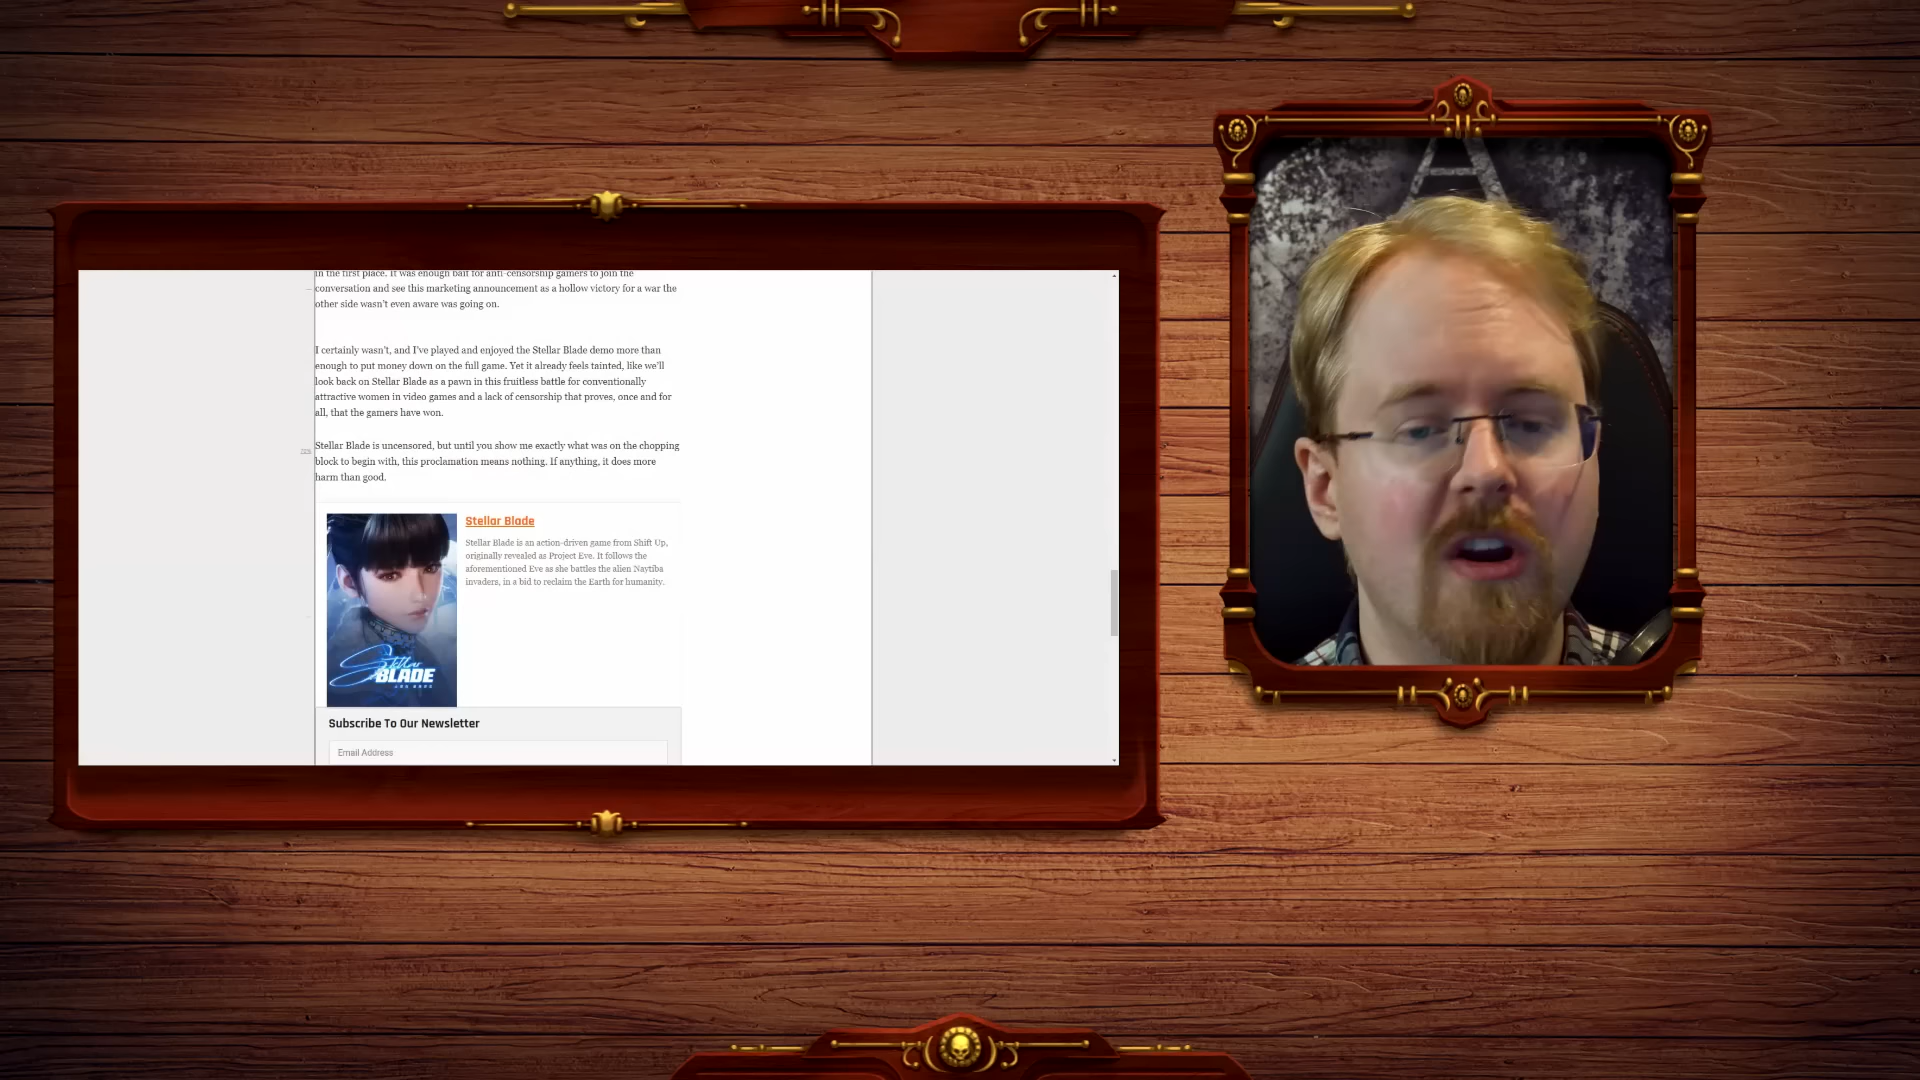 in the first place. It was enough bait for anti-censorship gamers to join the
conversation and see this marketing announcement as a hollow victory for a war the
other side wasn't even aware was going on.
I certainly wasn't, and I've played and enjoyed the Stellar Blade demo more than
enough to put money down on the full game. Yet it already feels tainted, like we'll
look back on Stellar Blade as a pawn in this fruitless battle for conventionally
attractive women in video games and a lack of censorship that proves, once and for
all, that the gamers have won.
Stellar Blade is uncensored, but until you show me exactly what was on the chopping
block to begin with, this proclamation means nothing. If anything, it does more
harm than good.
Stellar Blade
Stellar Blade is an action-driven game from Shift Up,
originally revealed as Project Eve. It follows the
aforementioned Eve as she battles the alien Naytiba
invaders, in a bid to reclaim the Earth for humanity.
Stellar
BLADE
Subscribe To Our Newsletter
Email Address